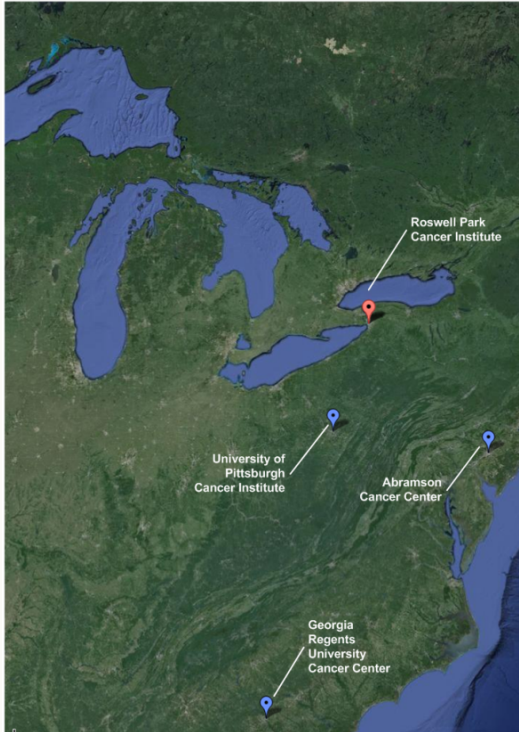 Roswell Park
Cancer Institute
University of
Pittsburgh
Cancer Institute
Abramson
Cancer Center
Georgia
Regents
University
Cancer Center